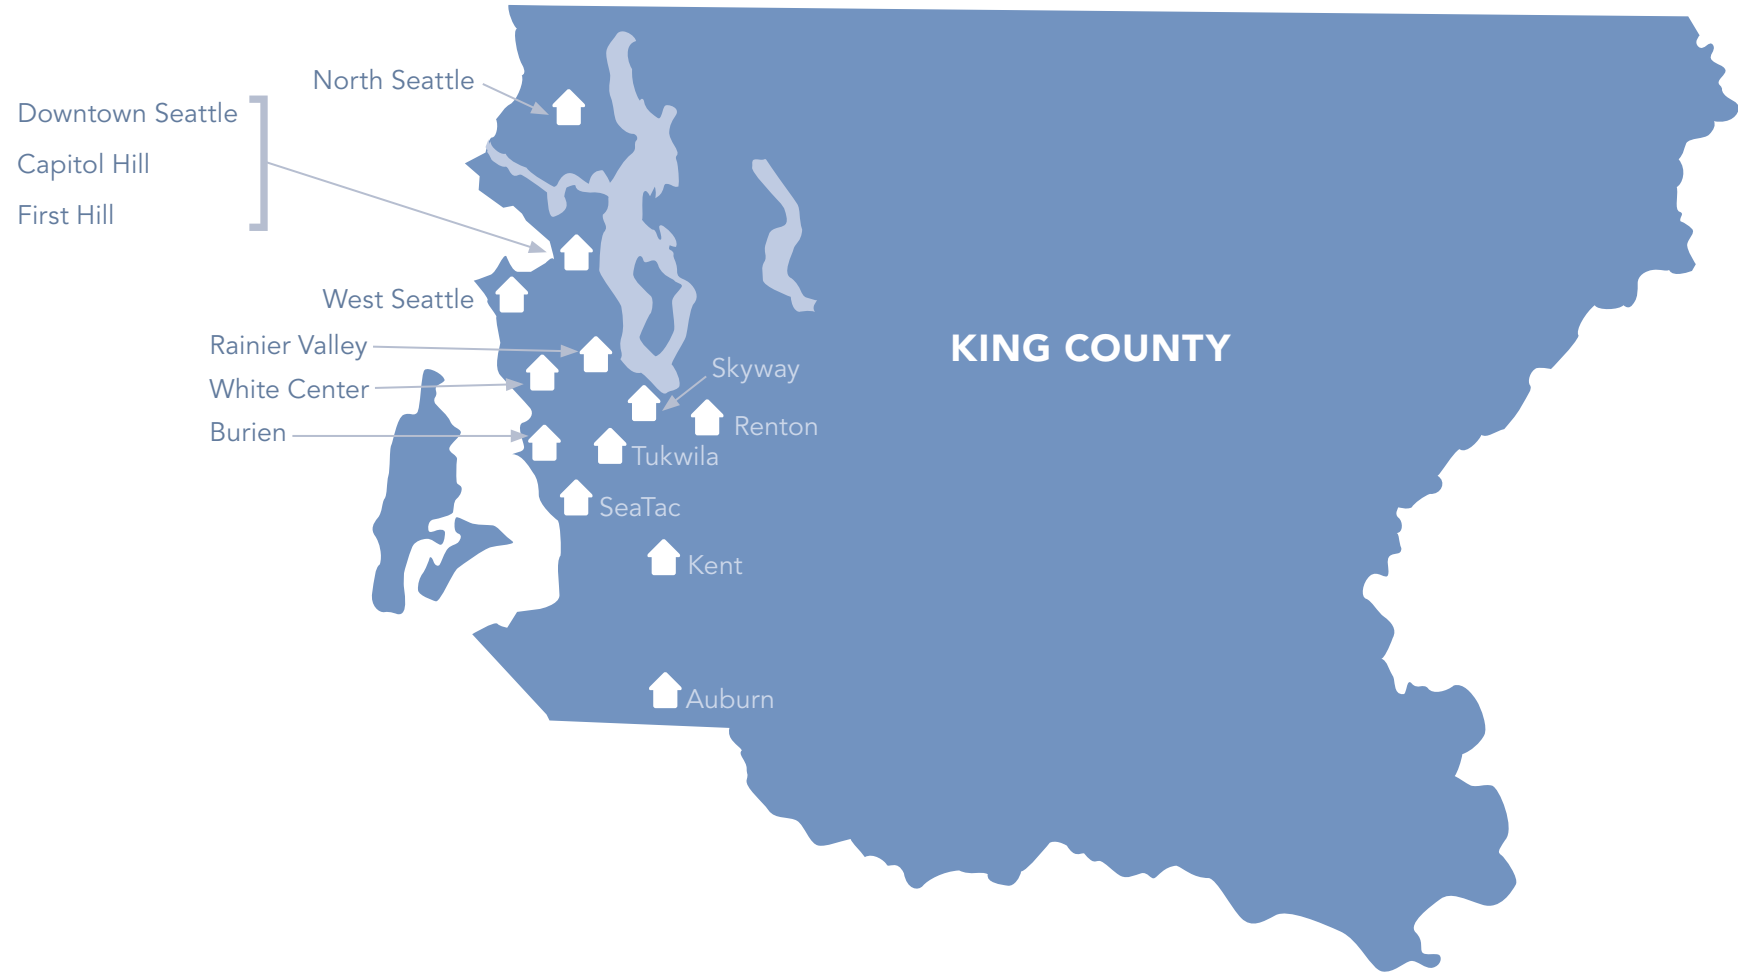 North Seattle
Downtown Seattle
Capitol Hill
First Hill
West Seattle
Rainier Valley
KING COUNTY
Skyway
White Center
Renton
Burien
Tukwila
SeaTac
Kent
Auburn